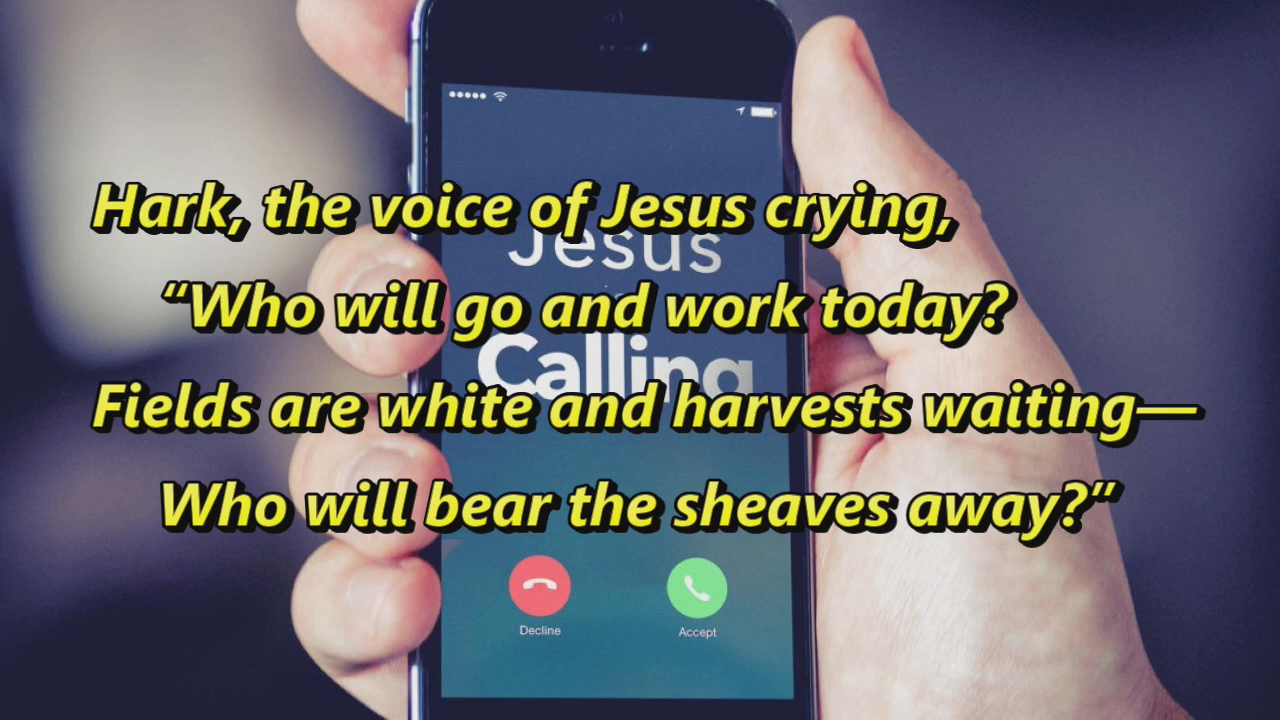 Hark, the voice of Jesus crying,
Jesus
“Who will go and work today?
Calling
Fields are white and harvests waiting—
Who will bear the sheaves away?”
Decline
Accept